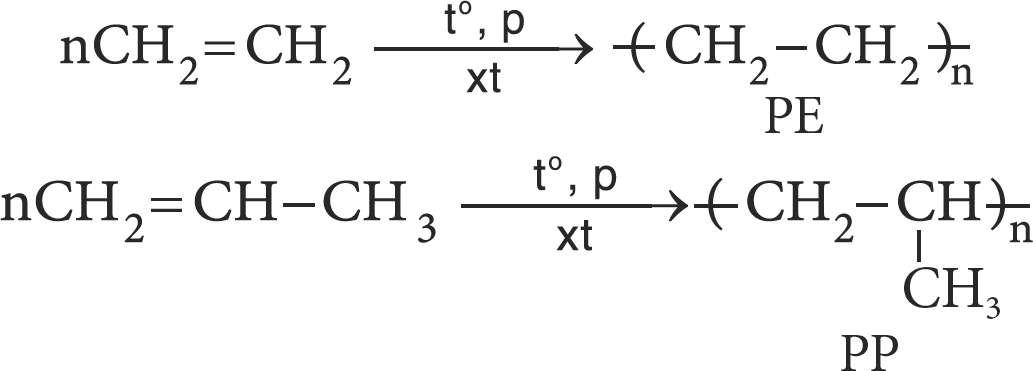 nCH₂=CH₂ t°, p xt → -(CH₂-CH₂)-n
PE
nCH₂=CH-CH₃ t°, p xt → -(CH₂-CH)-n
CH₃
PP